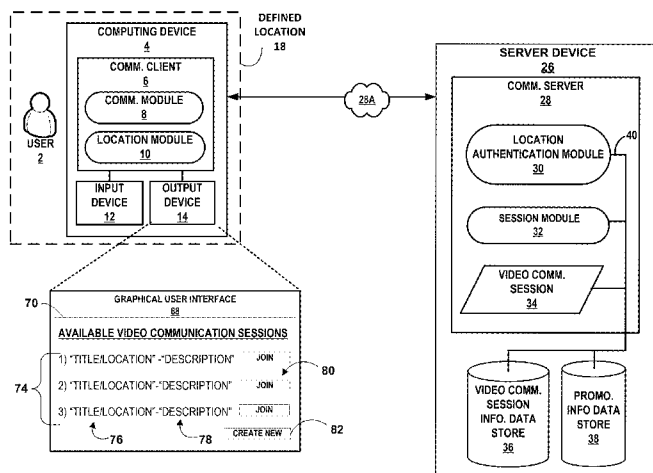 DEFINED
LOCATION
18
COMPUTING DEVICE
4
COMM. CLIENT
6
COMM. MODULE
8
LOCATION MODULE
10
USER
2
INPUT
DEVICE
12
OUTPUT
DEVICE
14
28A
SERVER DEVICE
26
COMM. SERVER
28
40
LOCATION
AUTHENTICATION MODULE
30
SESSION MODULE
32
VIDEO COMM.
SESSION
34
VIDEO COMM.
SESSION
INFO. DATA
STORE
36
PROMO.
INFO DATA
STORE
38
70
GRAPHICAL USER INTERFACE
68
AVAILABLE VIDEO COMMUNICATION SESSIONS
74
1) "TITLE/LOCATION"-"DESCRIPTION" JOIN
80
2) "TITLE/LOCATION"-"DESCRIPTION" JOIN
3) "TITLE/LOCATION"-"DESCRIPTION" JOIN
76
78
CREATE NEW
82